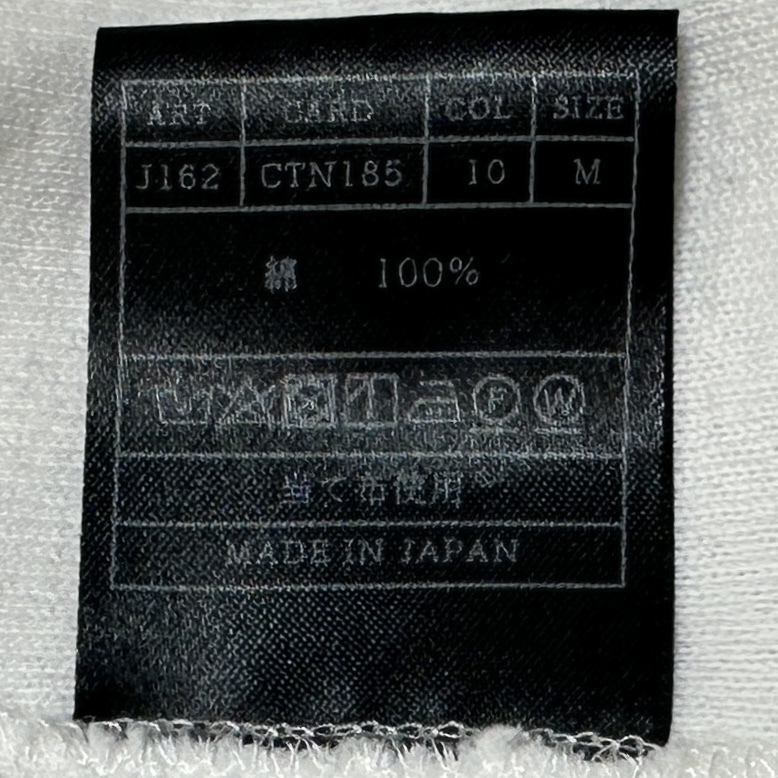 ART CARD COL SIZE
J162 CTN185 10 M
綿 100%
F W
当て布使用
MADE IN JAPAN